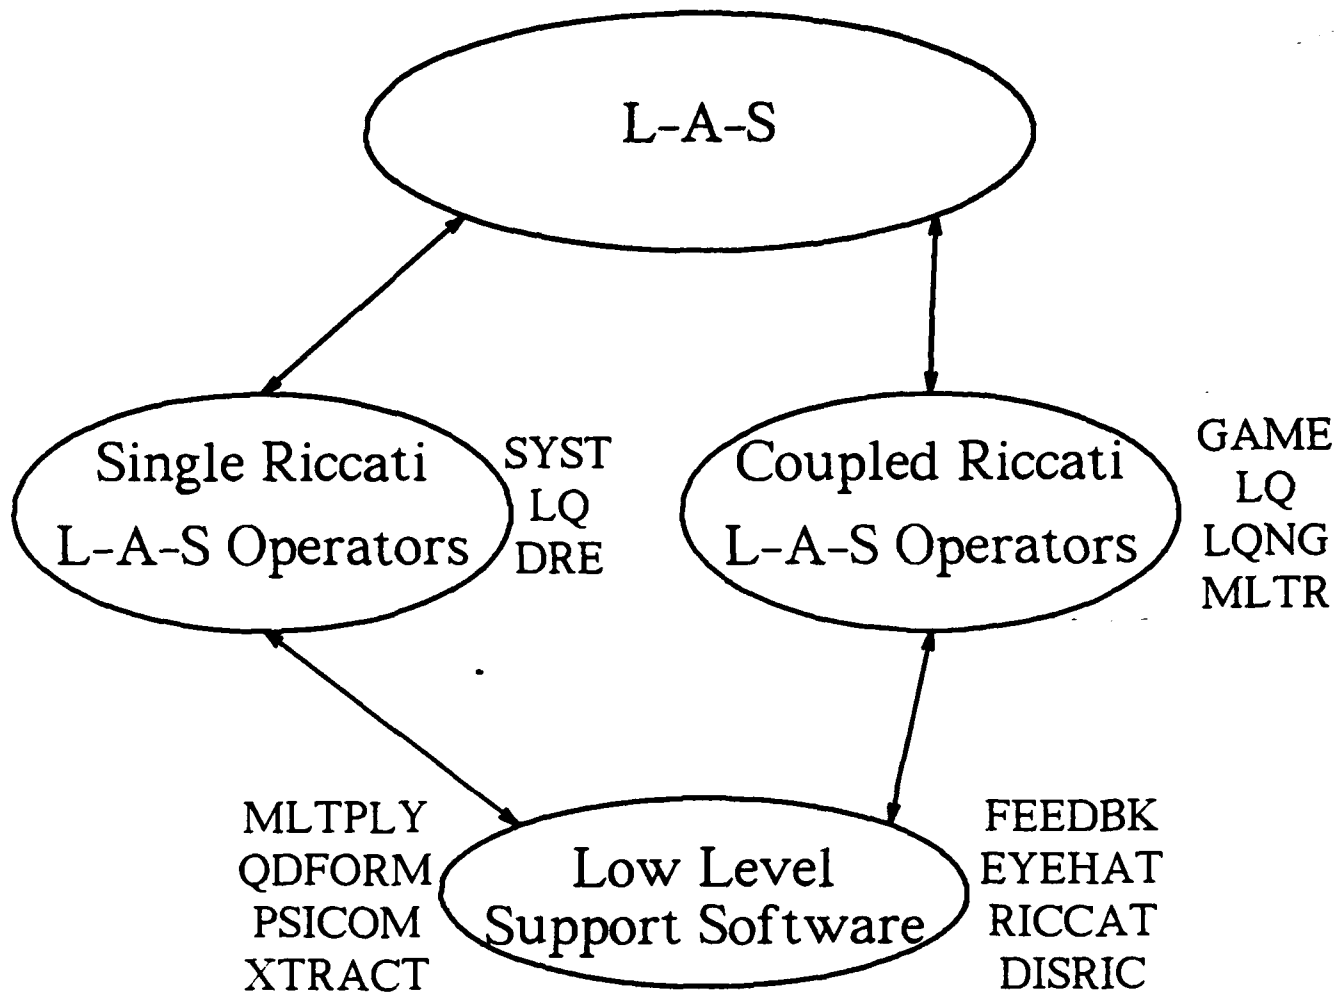 L-A-S
Single Riccati
L-A-S Operators
SYST
LQ
DRE
Coupled Riccati
L-A-S Operators
GAME
LQ
LQNG
MLTR
MLTPLY
QDFORM
PSICOM
XTRACT
Low Level
Support Software
FEEDBK
EYEHAT
RICCAT
DISRIC